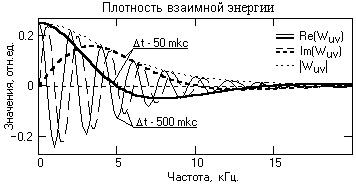 Плотность взаимной энергии
Значения, отн.ед.
0.2
0
-0.2
Δt - 50 mkc
Δt - 500 mkc
Re(Wuv)
Im(Wuv)
|Wuv|
0 5 10 15
Частота, кГц.